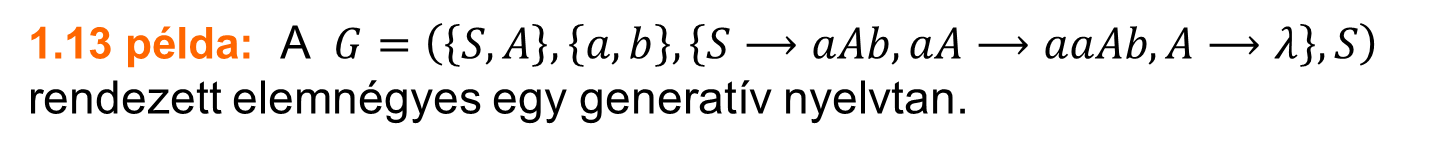 1.13 példa: A 𝐺 = ({𝑆, 𝐴}, {𝑎, 𝑏}, {𝑆 ⟶ 𝑎𝐴𝑏, 𝑎𝐴 ⟶ 𝑎𝑎𝐴𝑏, 𝐴 ⟶ 𝜆}, 𝑆)
rendezett elemnégyes egy generatív nyelvtan.